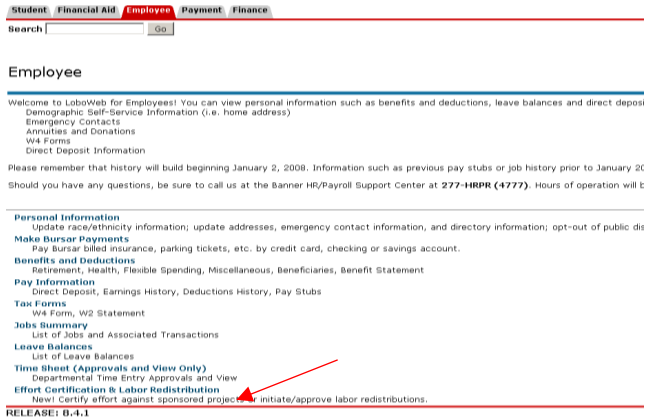 Student Financial Aid Employee Payment Finance
Search Go
Employee
Welcome to LoboWeb for Employees! You can view personal information such as benefits and deductions, leave balances and direct deposi
Demographic Self-Service Information (i.e. home address)
Emergency Contacts
Annuities and Donations
W4 Forms
Direct Deposit Information
Please remember that history will build beginning January 2, 2008. Information such as previous pay stubs or job history prior to January 20
Should you have any questions, be sure to call us at the Banner HR/Payroll Support Center at 277-HRPR (4777). Hours of operation will b
Personal Information
Update race/ethnicity information; update addresses, emergency contact information, and directory information; opt-out of public dis
Make Bursar Payments
Pay Bursar billed insurance, parking tickets, etc. by credit card, checking or savings account.
Benefits and Deductions
Retirement, Health, Flexible Spending, Miscellaneous, Beneficiaries, Benefit Statement
Pay Information
Direct Deposit, Earnings History, Deductions History, Pay Stubs
Tax Forms
W4 Form, W2 Statement
Jobs Summary
List of Jobs and Associated Transactions
Leave Balances
List of Leave Balances
Time Sheet (Approvals and View Only)
Departmental Time Entry Approvals and View
Effort Certification & Labor Redistribution
New! Certify effort against sponsored projects or initiate/approve labor redistributions.
RELEASE: 8.4.1